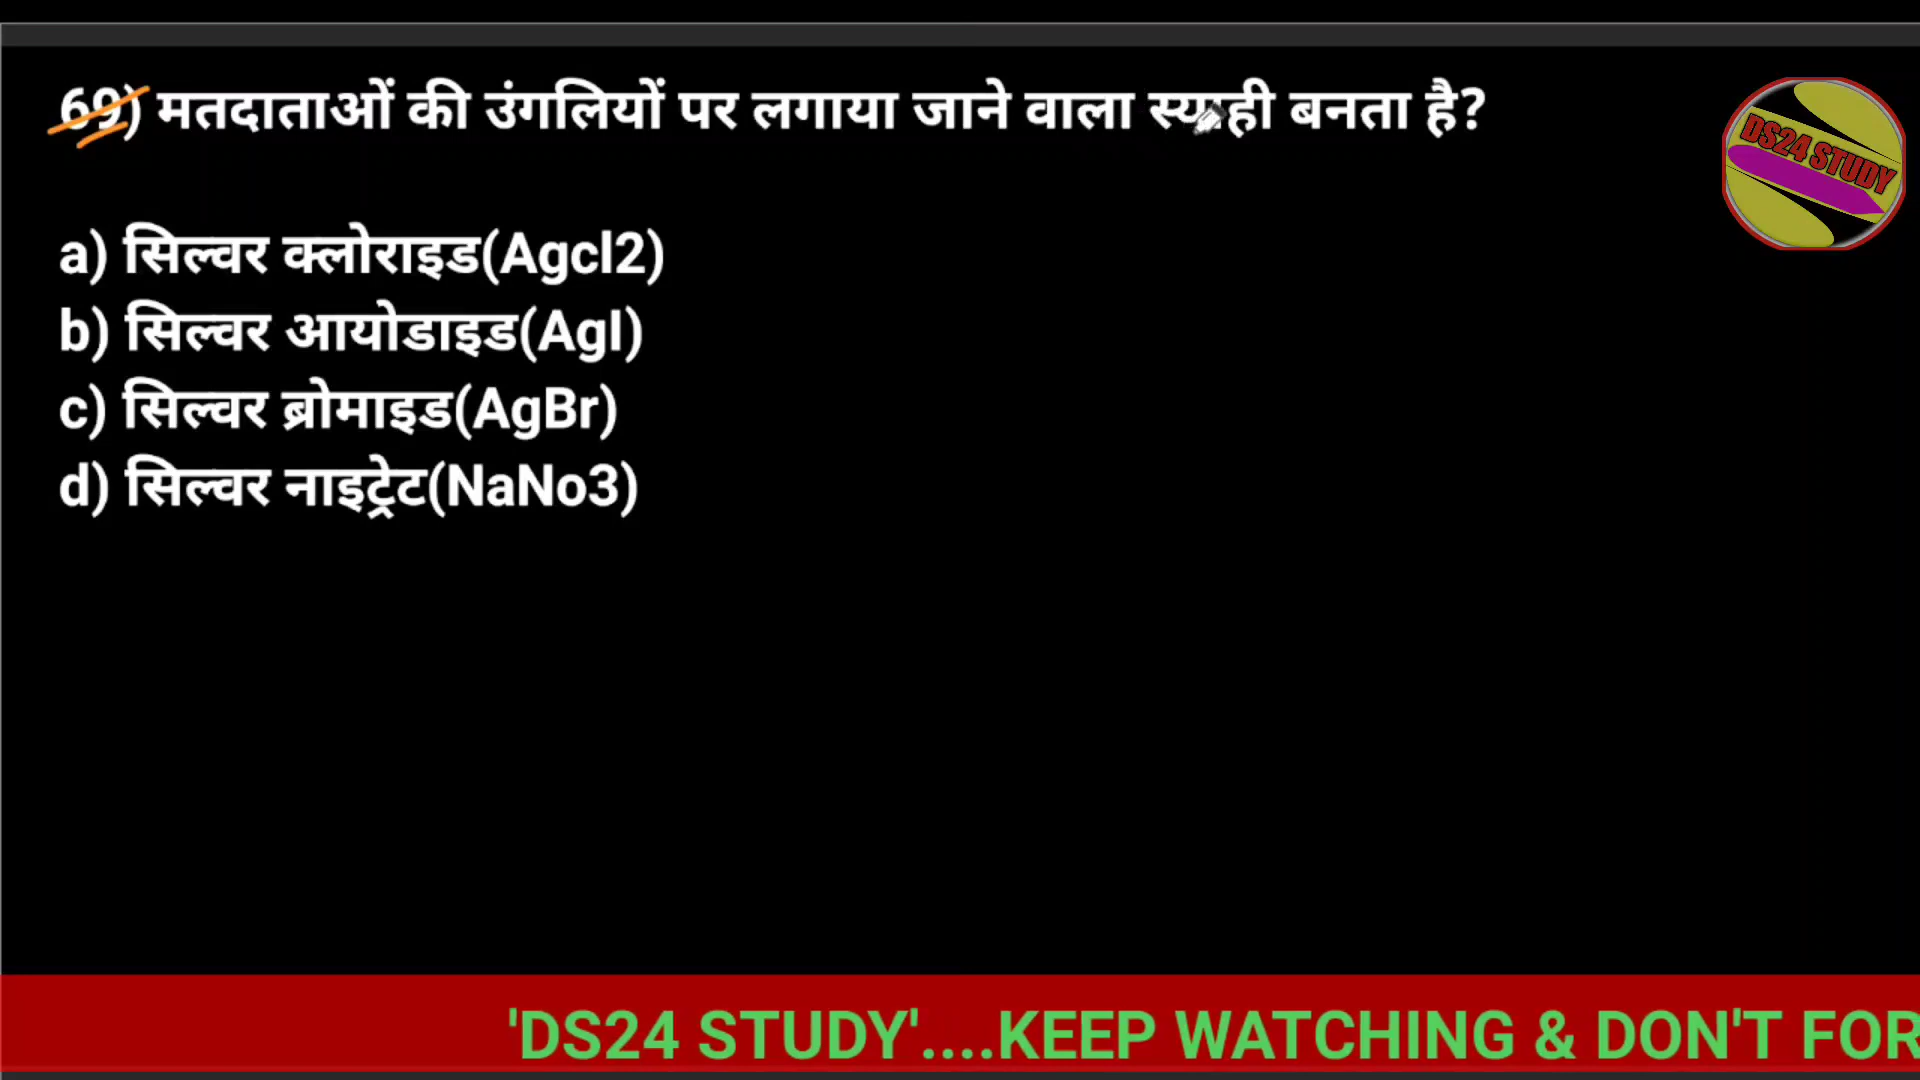 69) मतदाताओं की उंगलियों पर लगाया जाने वाला स्याही बनता है?
DS24 STUDY
a) सिल्वर क्लोराइड(Agcl2)
b) सिल्वर आयोडाइड(AgI)
c) सिल्वर ब्रोमाइड(AgBr)
d) सिल्वर नाइट्रेट(NaNo3)
'DS24 STUDY'....KEEP WATCHING & DON'T FOR